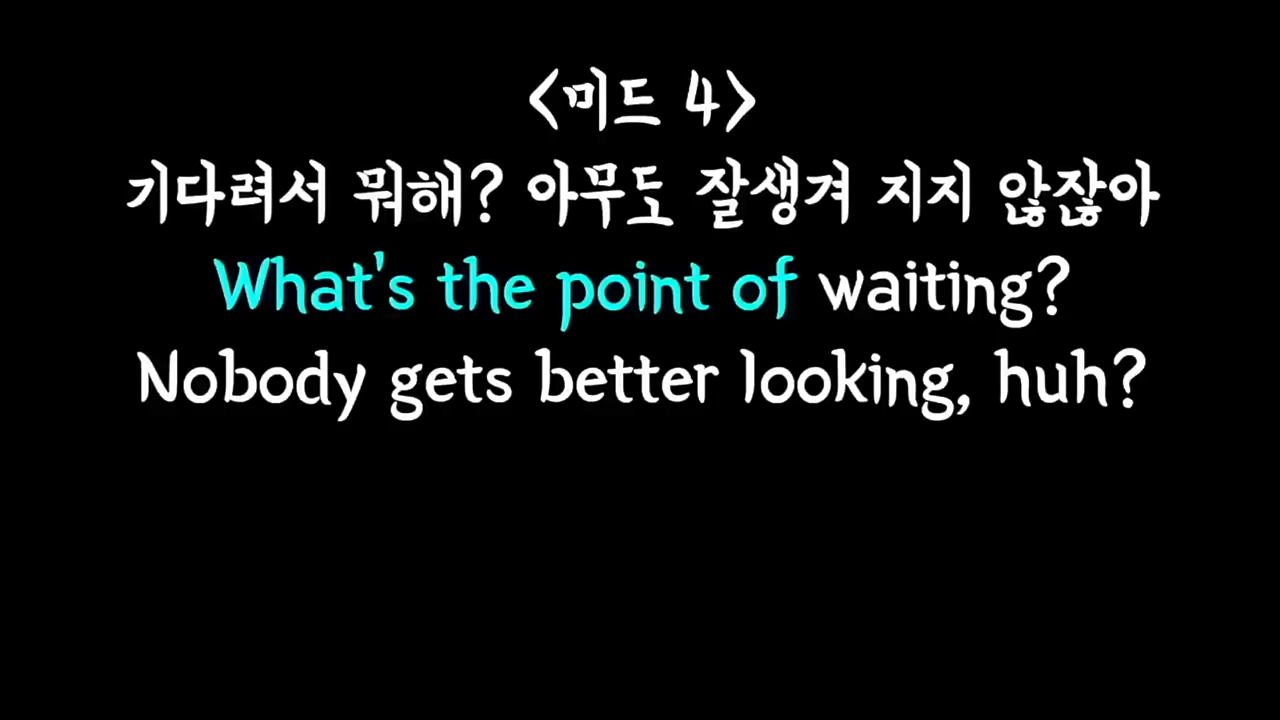 <미드 4>
기다려서 뭐해? 아무도 잘생겨 지지 않잖아
What's the point of waiting?
Nobody gets better looking, huh?